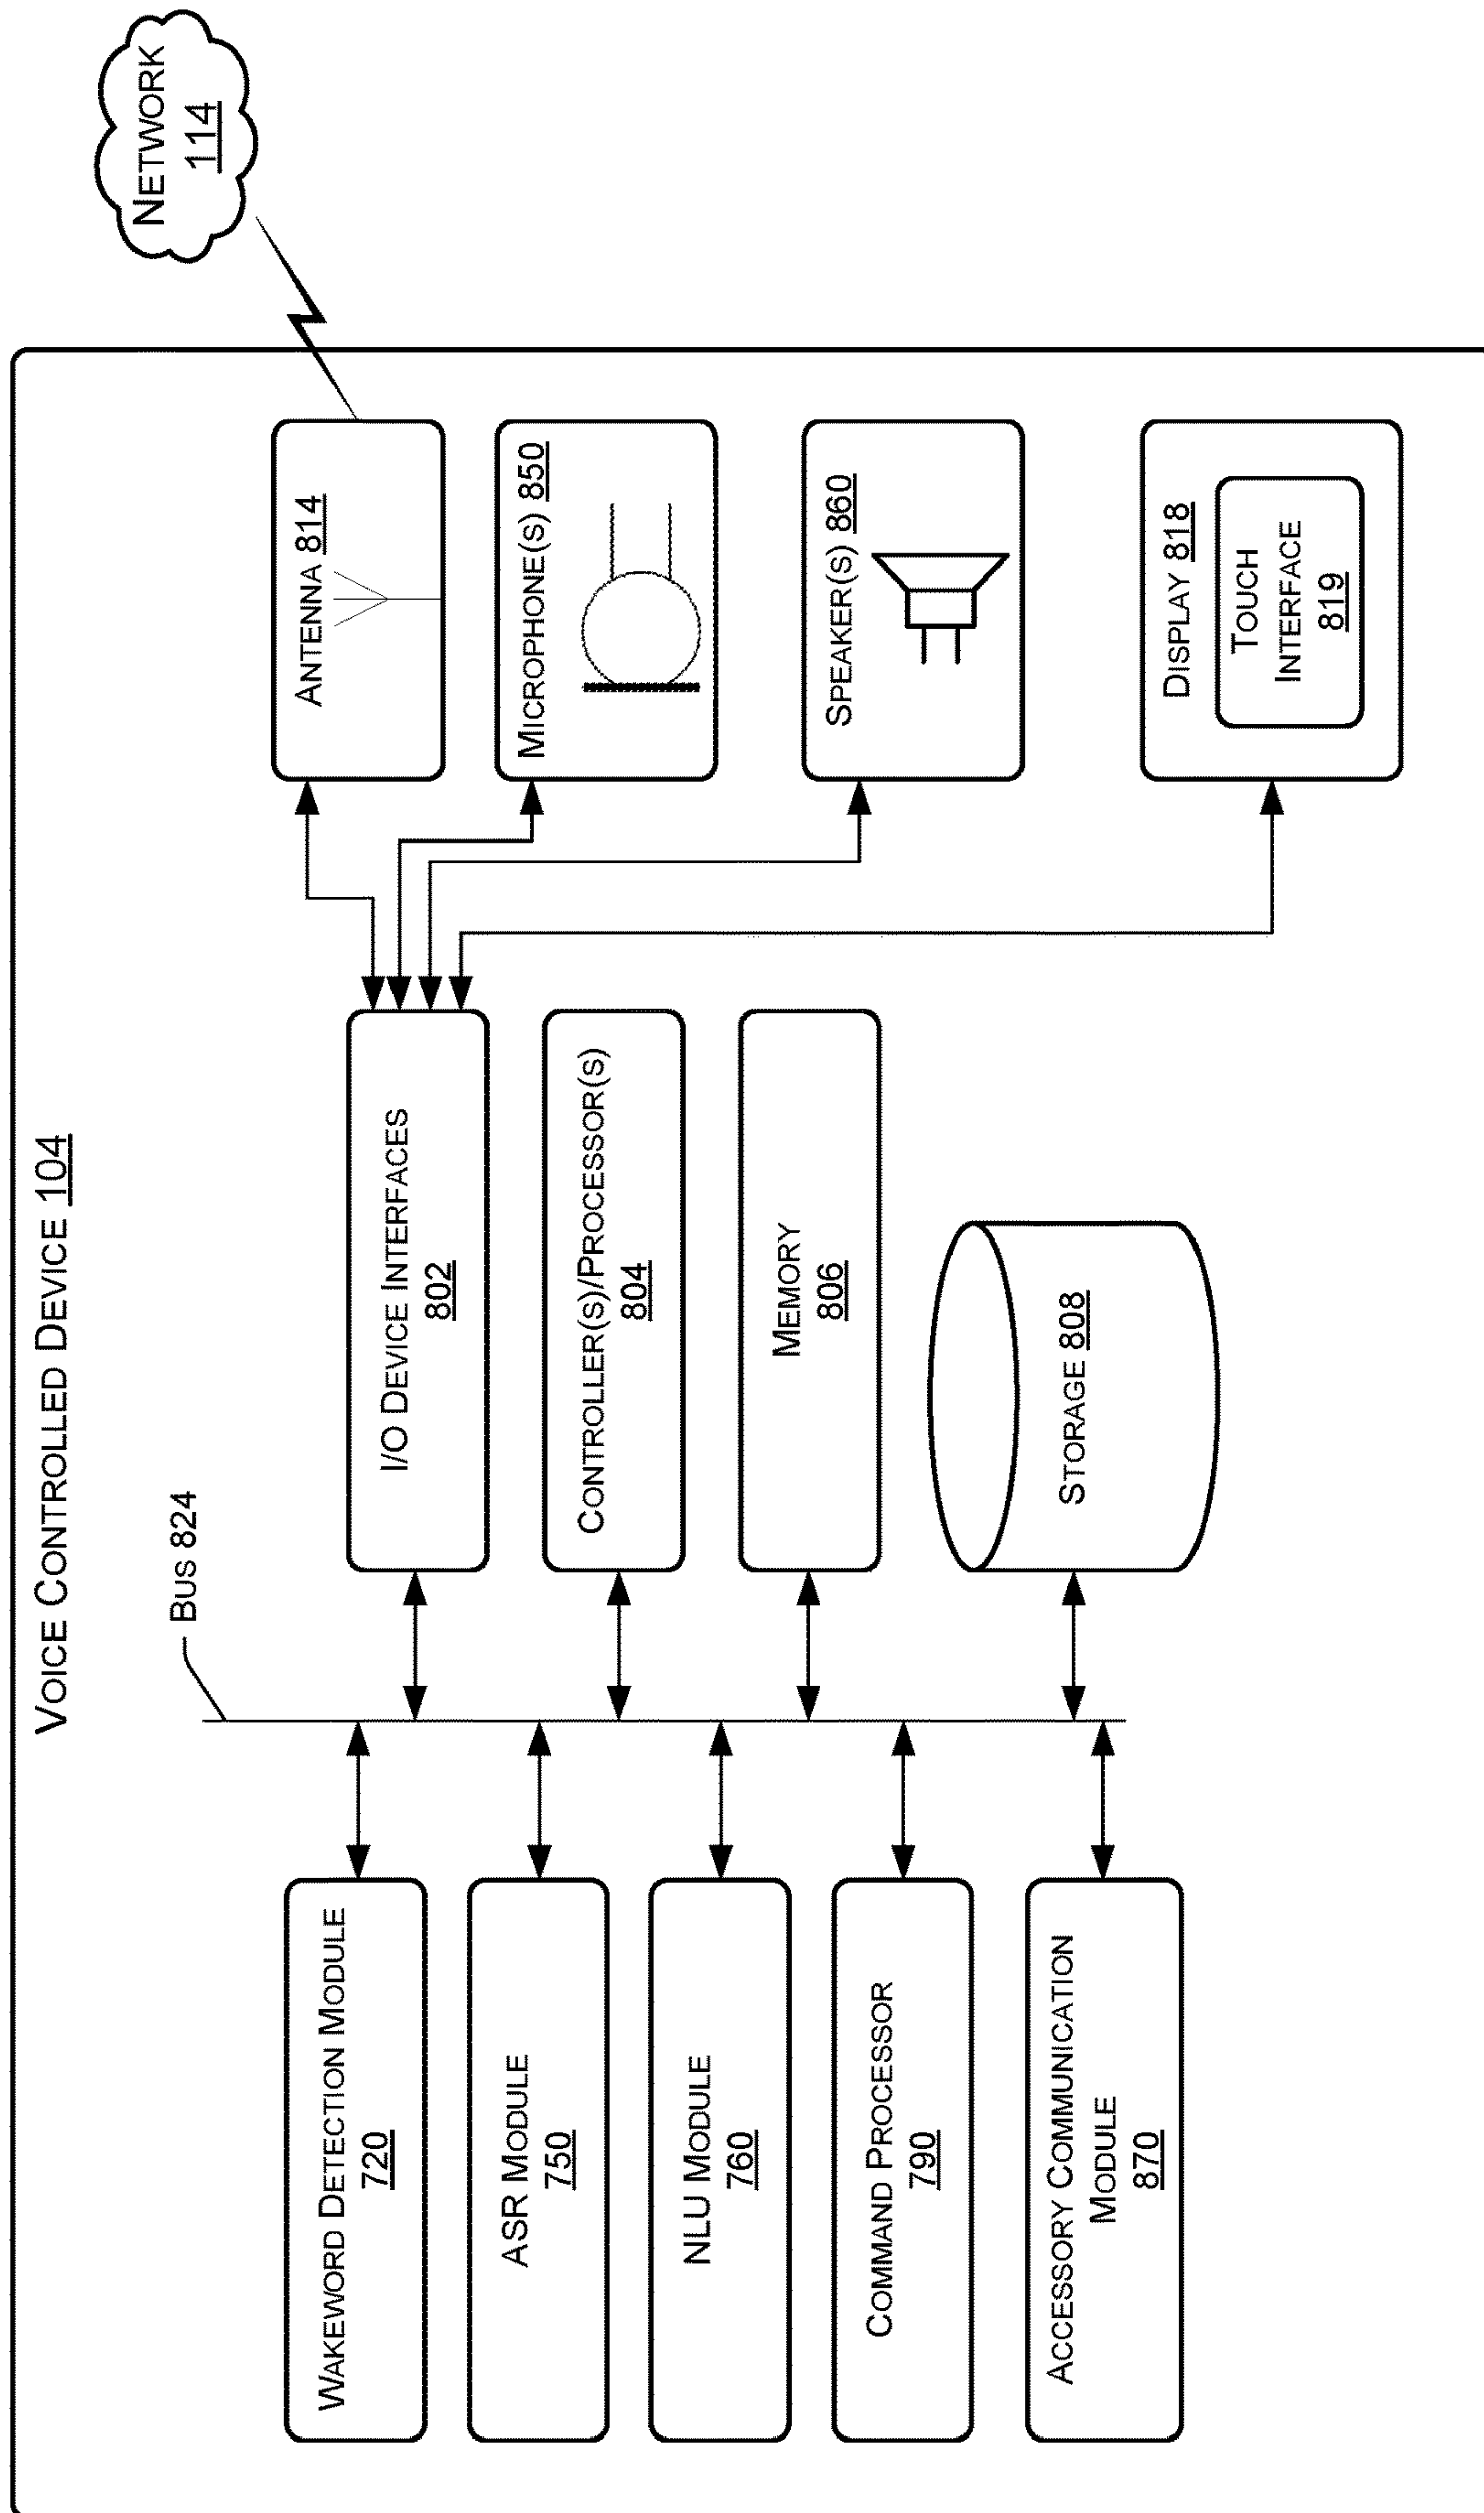 VOICE CONTROLLED DEVICE 104
NETWORK
114
BUS 824
WAKEWORD DETECTION MODULE
720
ASR MODULE
750
NLU MODULE
760
COMMAND PROCESSOR
790
ACCESSORY COMMUNICATION
MODULE
870
I/O DEVICE INTERFACES
802
CONTROLLER(S)/PROCESSOR(S)
804
MEMORY
806
STORAGE 808
ANTENNA 814
MICROPHONE(S) 850
SPEAKER(S) 860
DISPLAY 818
TOUCH
INTERFACE
819